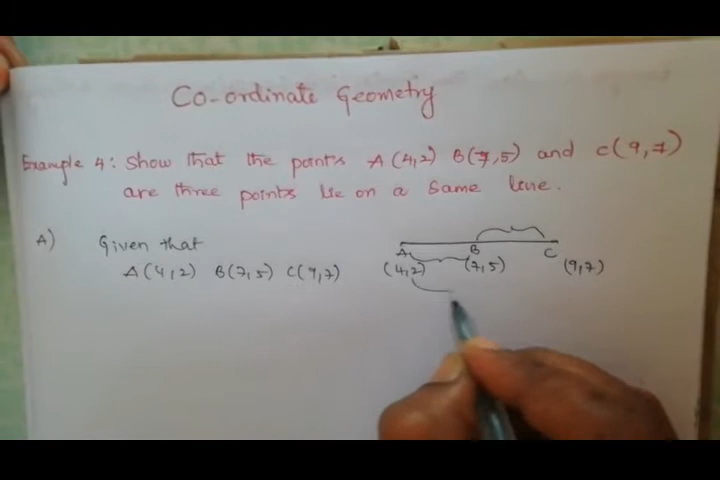 Co-ordinate Geometry
Example 4: Show that the points A(4,2) B(7,5) and C(9,7)
are three points lie on a same line.
A) Given that
A(4,2) B(7,5) C(9,7)
A B C
(4,2) (7,5) (9,7)